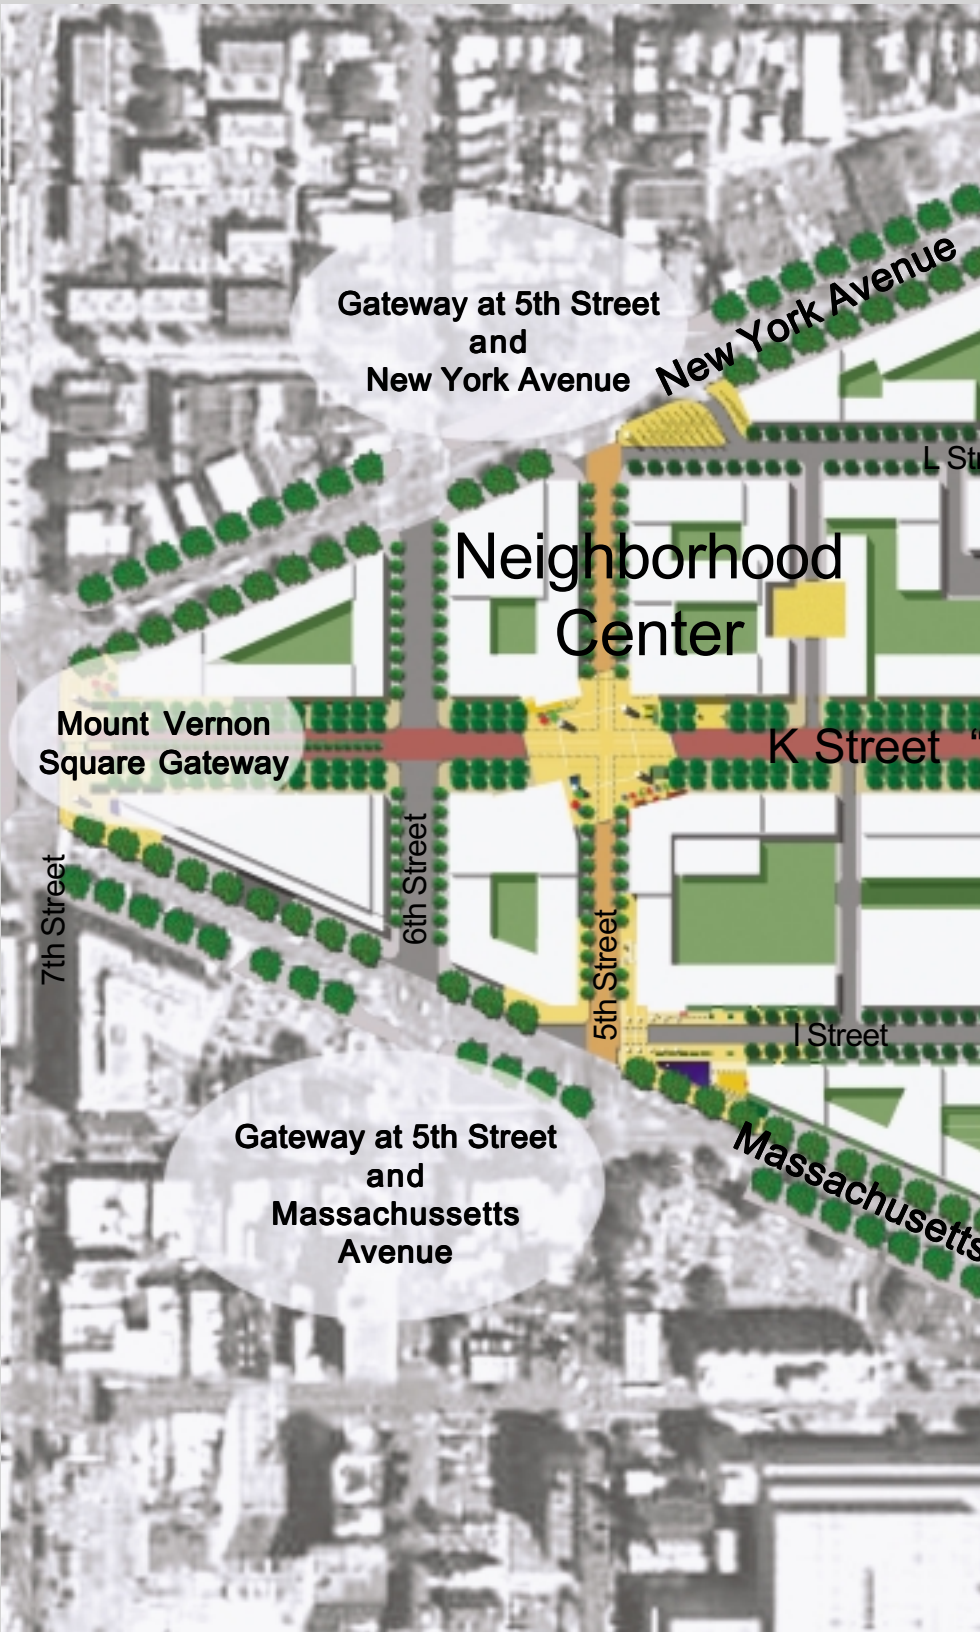 New York Avenue
Gateway at 5th Street
and
New York Avenue
L St
Neighborhood
Center
Mount Vernon
Square Gateway
K Street "
7th Street
6th Street
5th Street
I Street
Gateway at 5th Street
and
Massachussetts
Avenue
Massachusetts